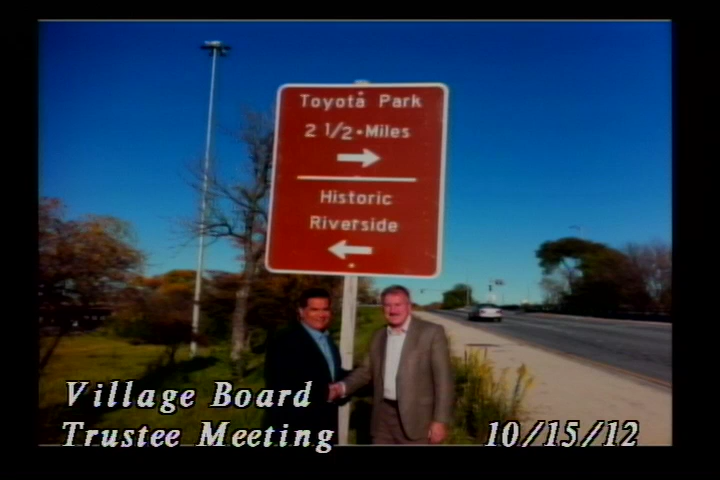 Toyota Park
2 1/2 Miles
Historic
Riverside
Village Board
Trustee Meeting
10/15/12